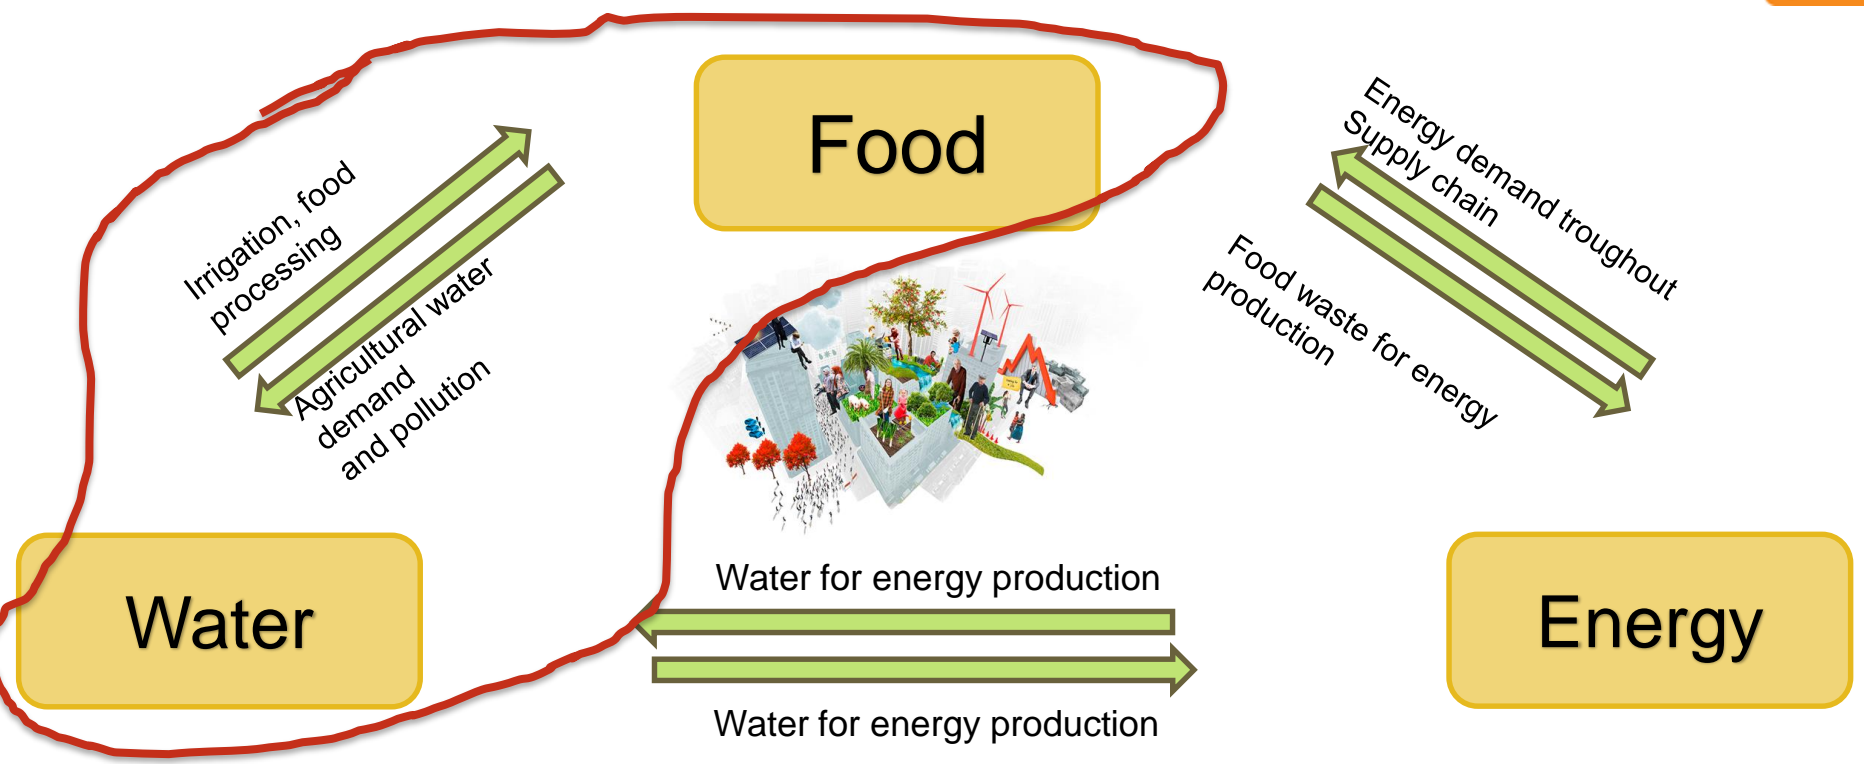 Food
Irrigation, food
processing
Agricultural water
demand
and pollution
Energy demand troughout
Supply chain
Food waste for energy
production
Water
Water for energy production
Water for energy production
Energy